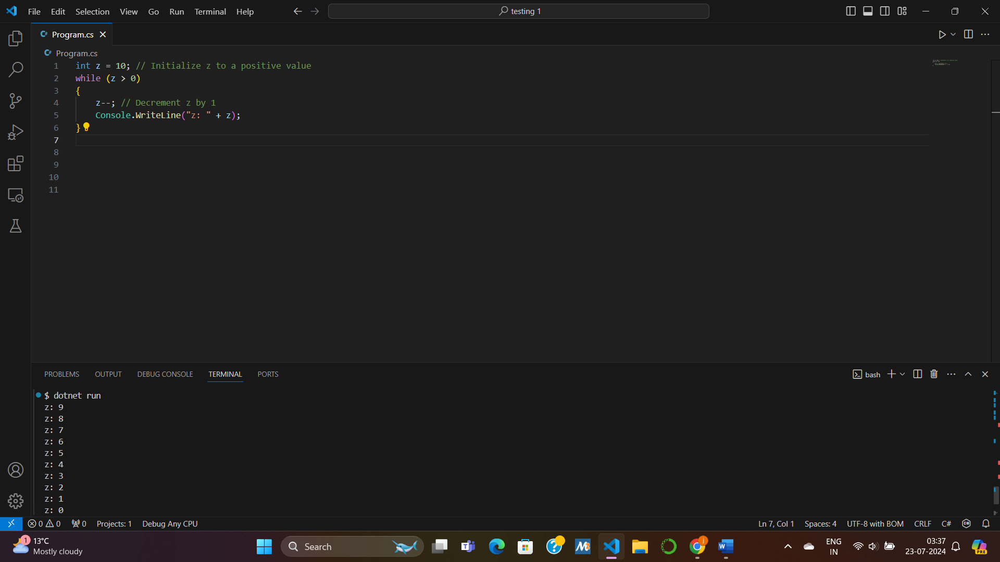 File Edit Selection View Go Run Terminal Help
testing 1
Program.cs
Program.cs
1 int z = 10; // Initialize z to a positive value
2 while (z > 0)
3 {
4 z--; // Decrement z by 1
5 Console.WriteLine("z: " + z);
6 }
7
8
9
10
11
PROBLEMS OUTPUT DEBUG CONSOLE TERMINAL PORTS
bash
$ dotnet run
z: 9
z: 8
z: 7
z: 6
z: 5
z: 4
z: 3
z: 2
z: 1
z: 0
0 0 0 Projects: 1 Debug Any CPU Ln 7, Col 1 Spaces: 4 UTF-8 with BOM CRLF C#
1
13°C
Mostly cloudy
Search
ENG
IN
03:37
23-07-2024
PRE